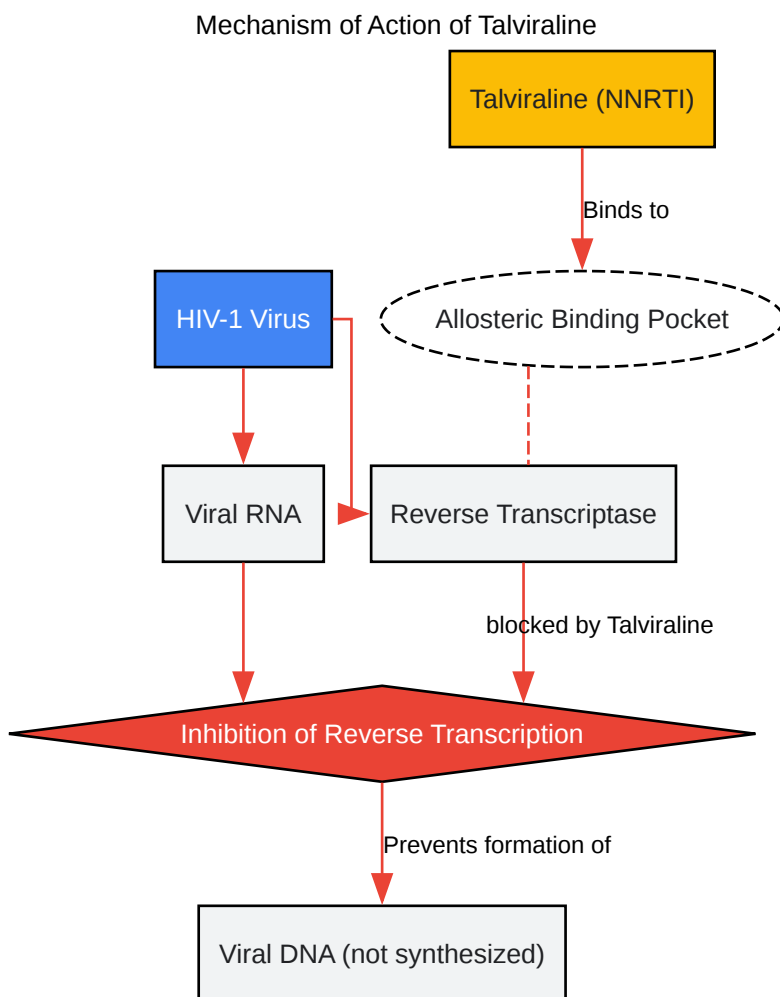 Mechanism of Action of Talviraline
Talviraline (NNRTI)
Binds to
HIV-1 Virus
Allosteric Binding Pocket
Viral RNA
Reverse Transcriptase
blocked by Talviraline
Inhibition of Reverse Transcription
Prevents formation of
Viral DNA (not synthesized)